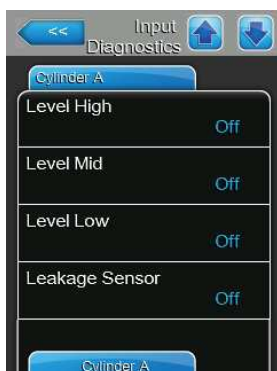 << Input
Diagnostics
Cylinder A
Level High
Off
Level Mid
Off
Level Low
Off
Leakage Sensor
Off
Cylinder A